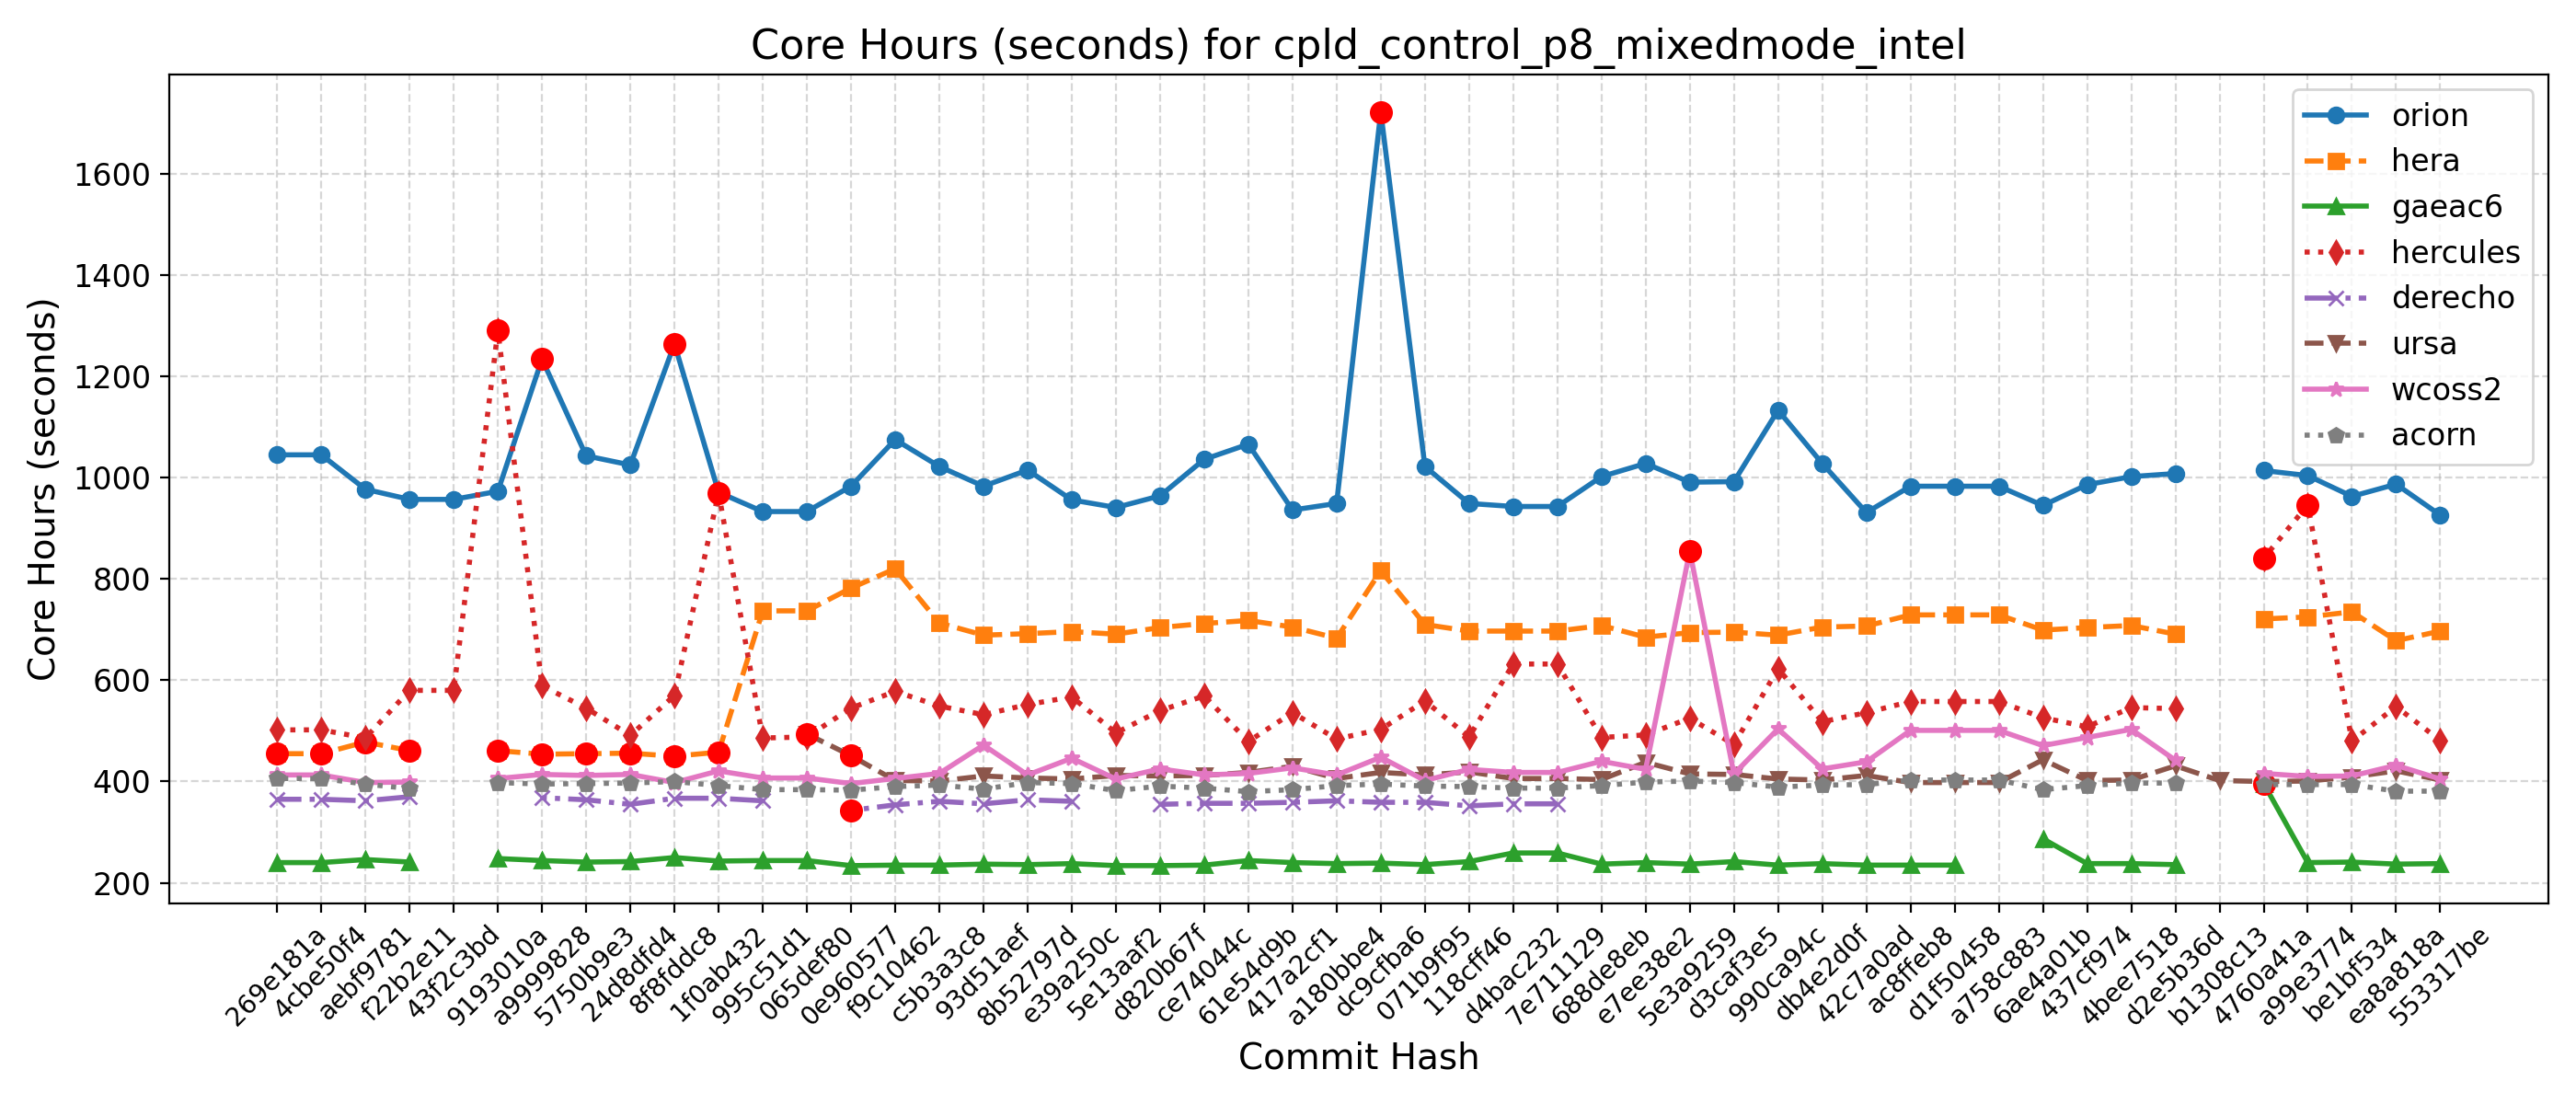 Core Hours (seconds) for cpld_control_p8_mixedmode_intel
Core Hours (seconds)
1600
1400
1200
1000
800
600
400
200
orion
hera
gaeac6
hercules
derecho
ursa
wcoss2
acorn
269e181a
4cbe50f4
aebf9781
f22b2e11
43f2c3bd
9193010a
a9999828
5750b9e3
24d8dfd4
8f8fddc8
1f0ab432
995c51d1
065def80
0e960577
f9c10462
c5b3a3c8
93d51aef
8b52797d
e39a250c
5e13aaf2
d820b67f
ce74044c
61e54d9b
417a2cf1
a180bbe4
dc9cfba6
071b9f95
118cff46
d4bac232
7e711129
688de8eb
e7ee38e2
5e3a9259
d3caf3e5
990ca94c
db4e2d0f
42c7a0ad
ac8ffeb8
d1f50458
a758c883
6ae4a01b
437cf974
4bee7518
d2e5b36d
b1308c13
4760a41a
a99e3774
be1bf534
ea8a818a
553317be
Commit Hash